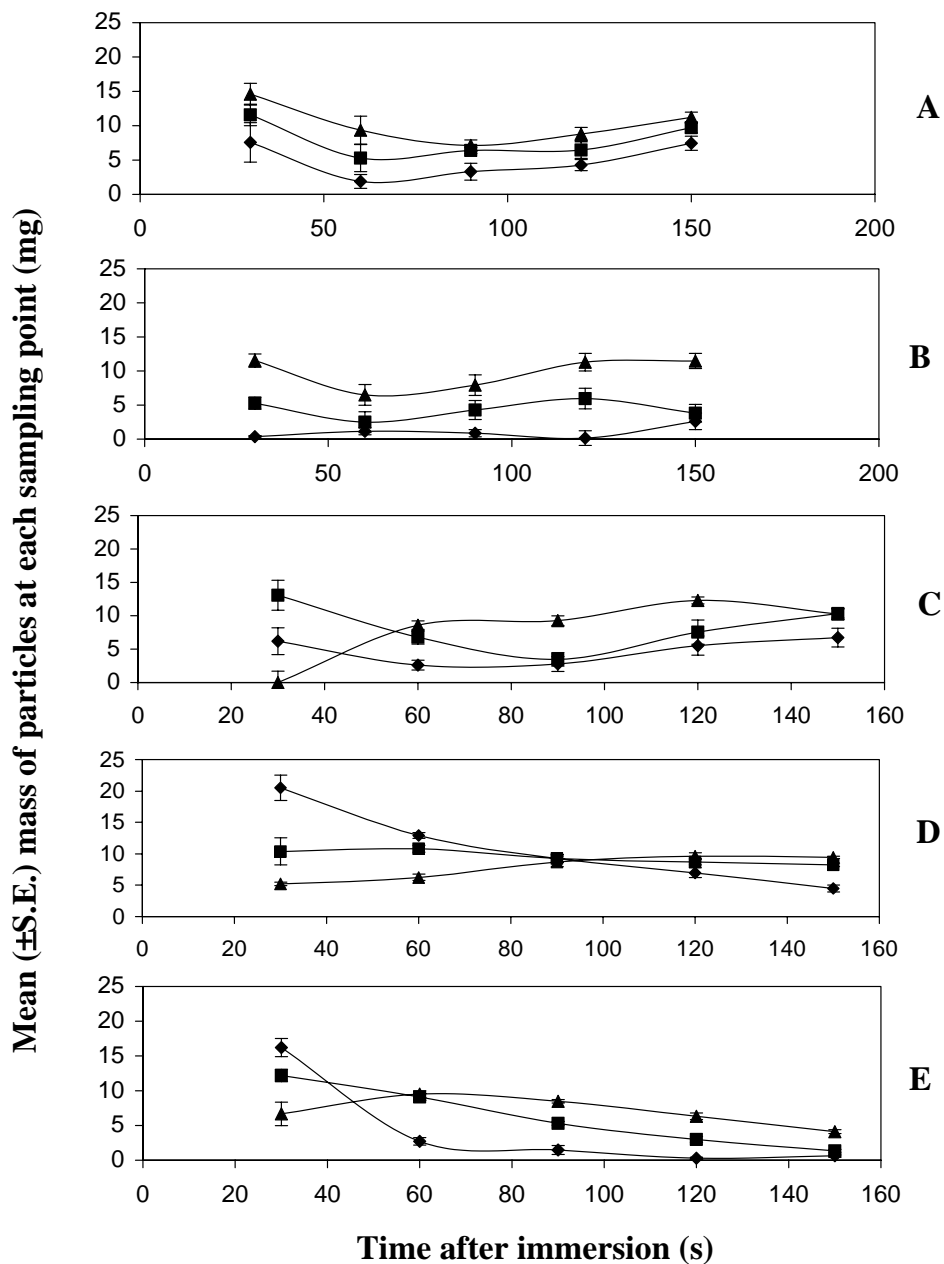 Mean (±S.E.) mass of particles at each sampling point (mg)
25
20
15
10
5
0
0 50 100 150 200
A
25
20
15
10
5
0
0 50 100 150 200
B
25
20
15
10
5
0
0 20 40 60 80 100 120 140 160
C
25
20
15
10
5
0
0 20 40 60 80 100 120 140 160
D
25
20
15
10
5
0
0 20 40 60 80 100 120 140 160
E
Time after immersion (s)